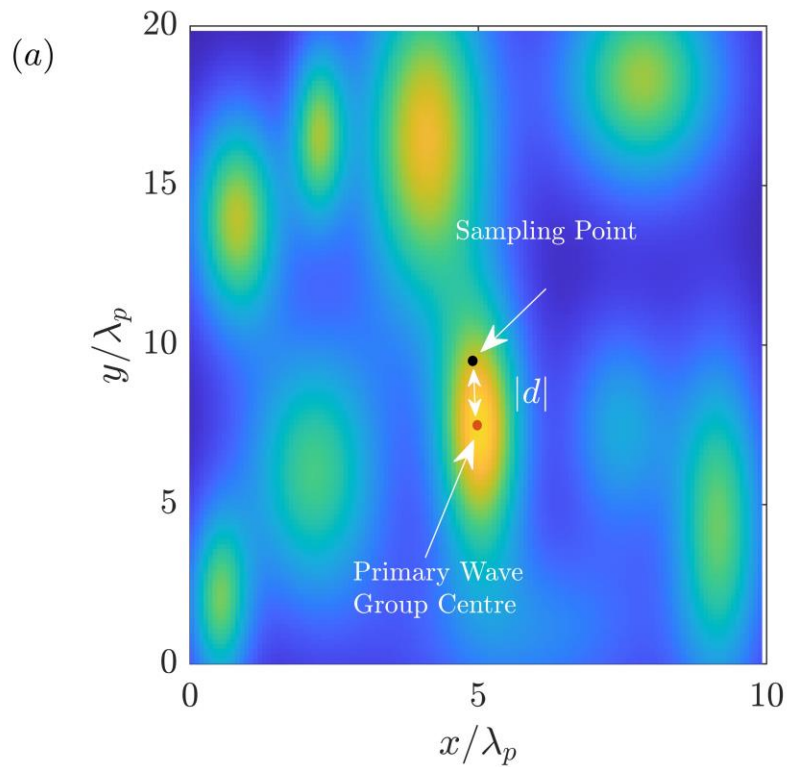 (a)
20
15
10
5
0
y/λ_p
Sampling Point
|d|
Primary Wave
Group Centre
0 5 10
x/λ_p